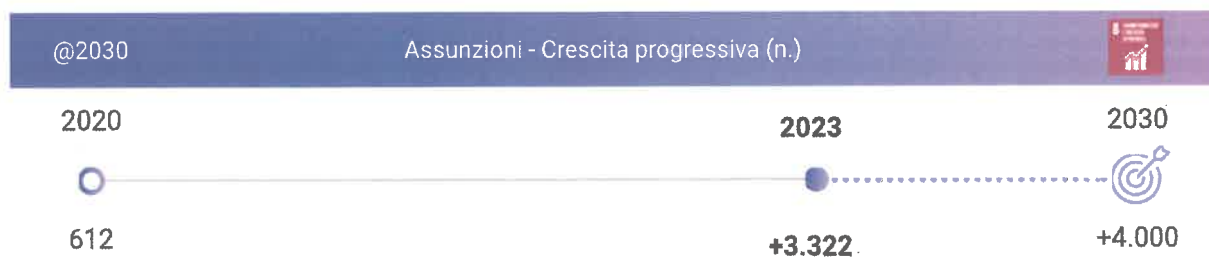 @2030 Assunzioni - Crescita progressiva (n.)
2020 2023 2030
612 +3.322 +4.000